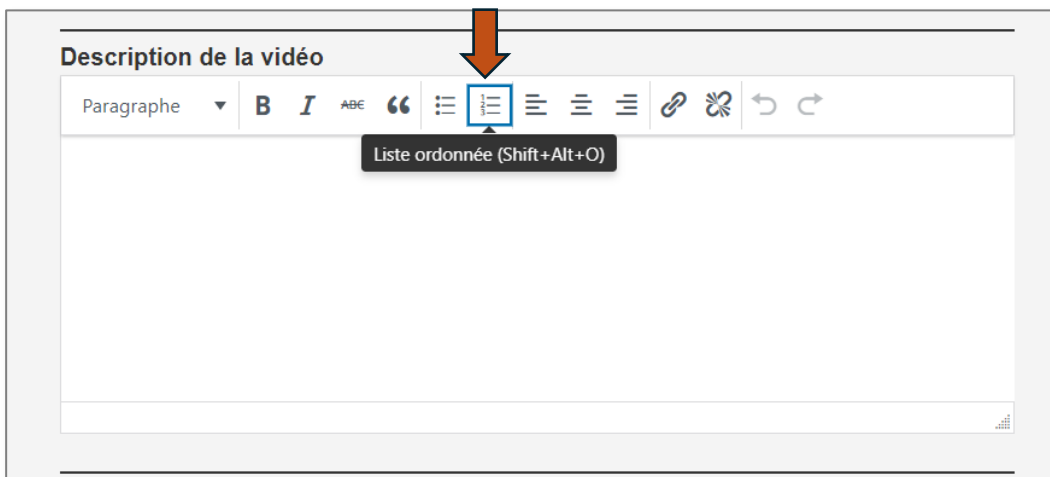 Description de la vidéo
Paragraphe B I ABC
Liste ordonnée (Shift+Alt+O)